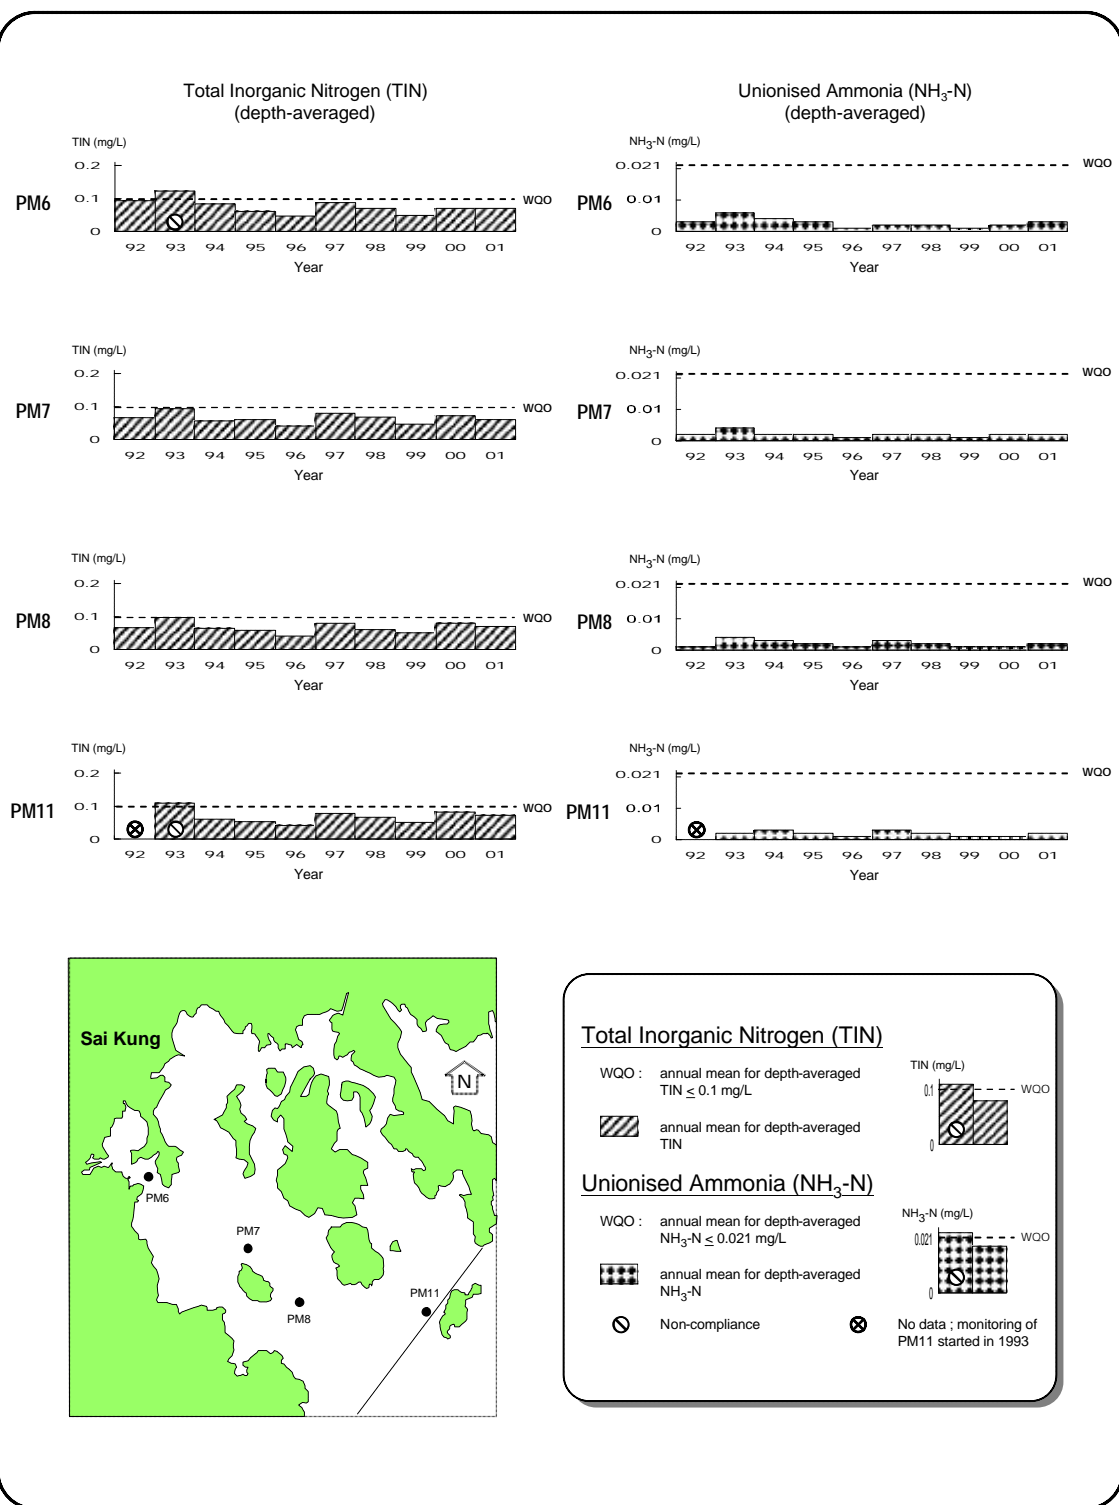 Total Inorganic Nitrogen (TIN)
(depth-averaged)
Unionised Ammonia (NH3-N)
(depth-averaged)
TIN (mg/L)
0.2
0.1
0
PM6
WQO
92 93 94 95 96 97 98 99 00 01
Year
NH3-N (mg/L)
0.021
0.01
0
PM6
WQO
92 93 94 95 96 97 98 99 00 01
Year
TIN (mg/L)
0.2
0.1
0
PM7
WQO
92 93 94 95 96 97 98 99 00 01
Year
NH3-N (mg/L)
0.021
0.01
0
PM7
WQO
92 93 94 95 96 97 98 99 00 01
Year
TIN (mg/L)
0.2
0.1
0
PM8
WQO
92 93 94 95 96 97 98 99 00 01
Year
NH3-N (mg/L)
0.021
0.01
0
PM8
WQO
92 93 94 95 96 97 98 99 00 01
Year
TIN (mg/L)
0.2
0.1
0
PM11
WQO
92 93 94 95 96 97 98 99 00 01
Year
NH3-N (mg/L)
0.021
0.01
0
PM11
WQO
92 93 94 95 96 97 98 99 00 01
Year
Sai Kung
N
PM6
PM7
PM8
PM11
Total Inorganic Nitrogen (TIN)
WQO : annual mean for depth-averaged
TIN ≤ 0.1 mg/L
annual mean for depth-averaged
TIN
TIN (mg/L)
0.1
WQO
0
Unionised Ammonia (NH3-N)
WQO : annual mean for depth-averaged
NH3-N ≤ 0.021 mg/L
annual mean for depth-averaged
NH3-N
NH3-N (mg/L)
0.021
WQO
0
Non-compliance
No data ; monitoring of
PM11 started in 1993